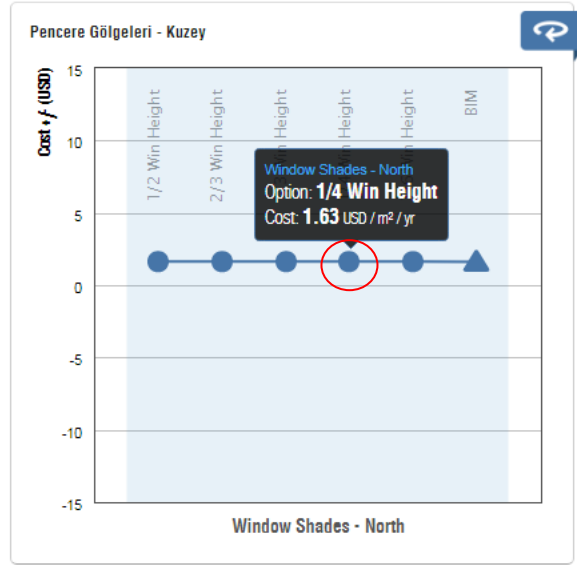 Pencere Gölgeleri - Kuzey
Cost +/- (USD)
15
10
5
0
-5
-10
-15
1/2 Win Height
2/3 Win Height
Win Height
Win Height
Win Height
BIM
Window Shades - North
Option: 1/4 Win Height
Cost: 1.63 USD / m² / yr
Window Shades - North